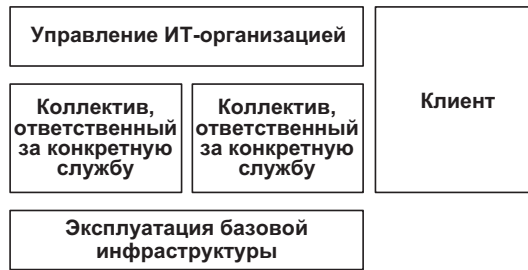 Управление ИТ-организацией
Коллектив,
ответственный
за конкретную
службу
Коллектив,
ответственный
за конкретную
службу
Клиент
Эксплуатация базовой
инфраструктуры